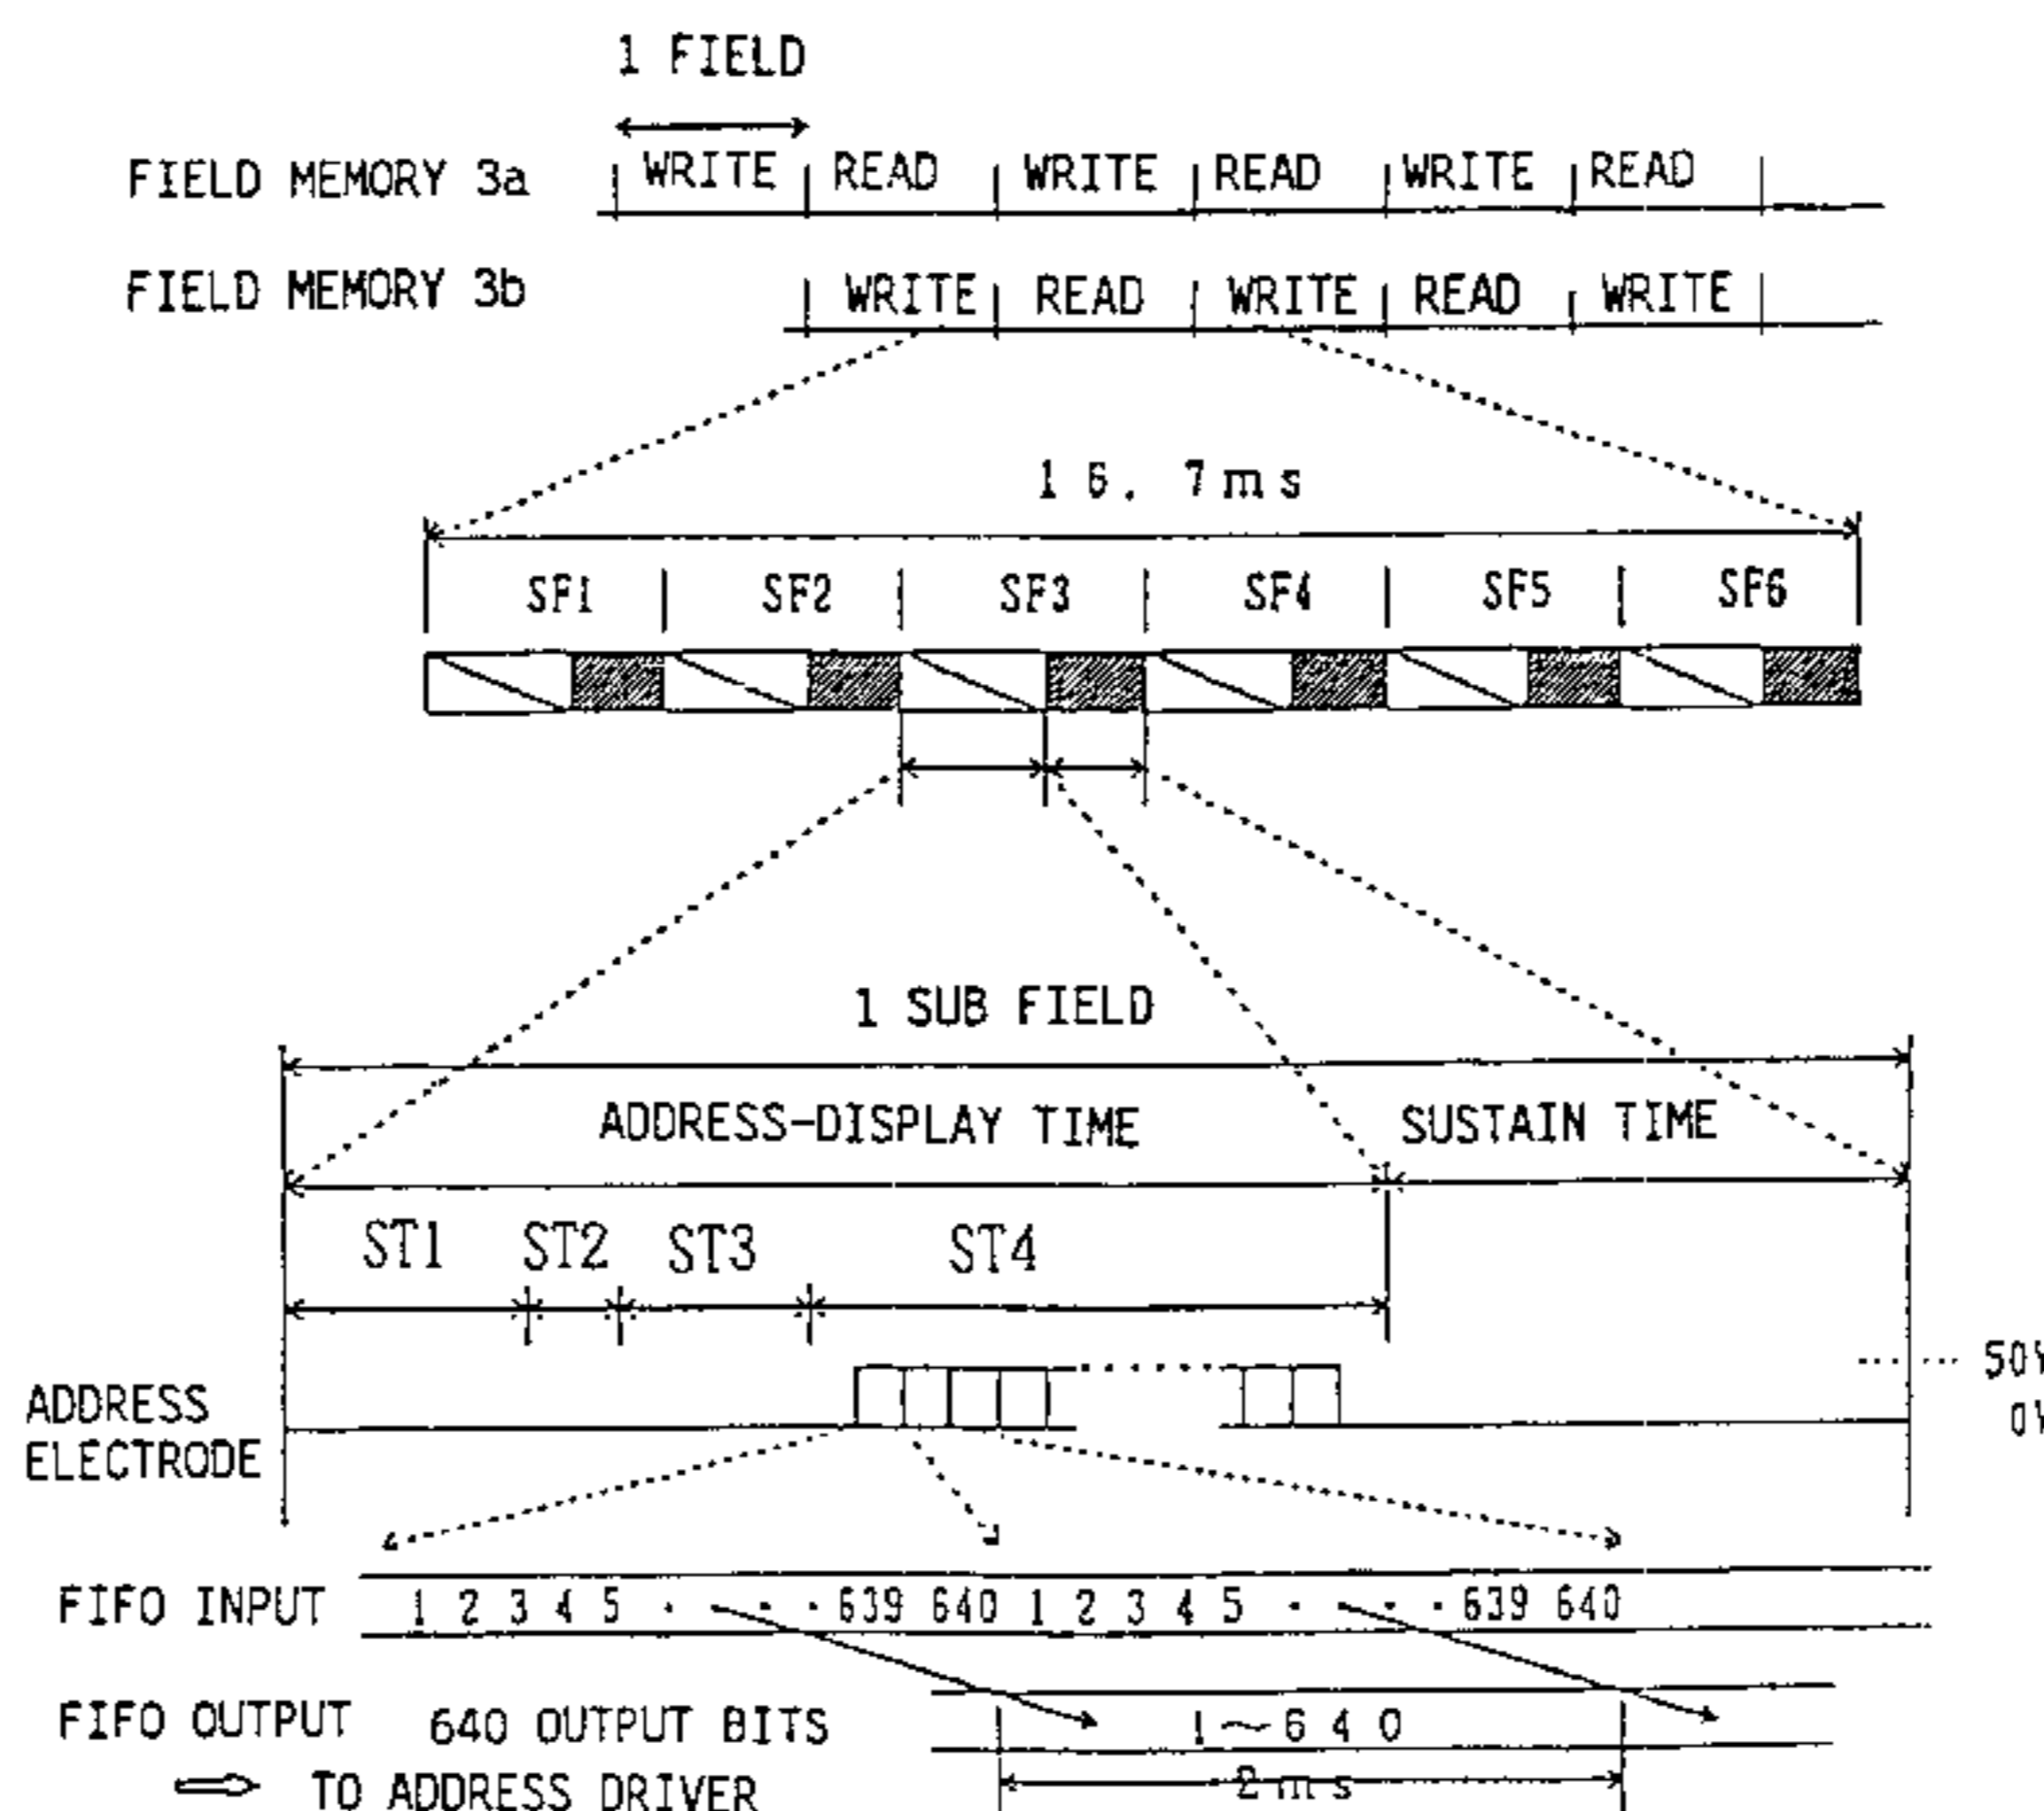 1 FIELD
FIELD MEMORY 3a WRITE READ WRITE READ WRITE READ
FIELD MEMORY 3b WRITE READ WRITE READ WRITE
16.7ms
SF1 SF2 SF3 SF4 SF5 SF6
1 SUB FIELD
ADDRESS-DISPLAY TIME SUSTAIN TIME
ST1 ST2 ST3 ST4
50V
0V
ADDRESS
ELECTRODE
FIFO INPUT 1 2 3 4 5 · · · · 639 640 1 2 3 4 5 · · · · 639 640
FIFO OUTPUT 640 OUTPUT BITS 1～640
⇨ TO ADDRESS DRIVER 2ms